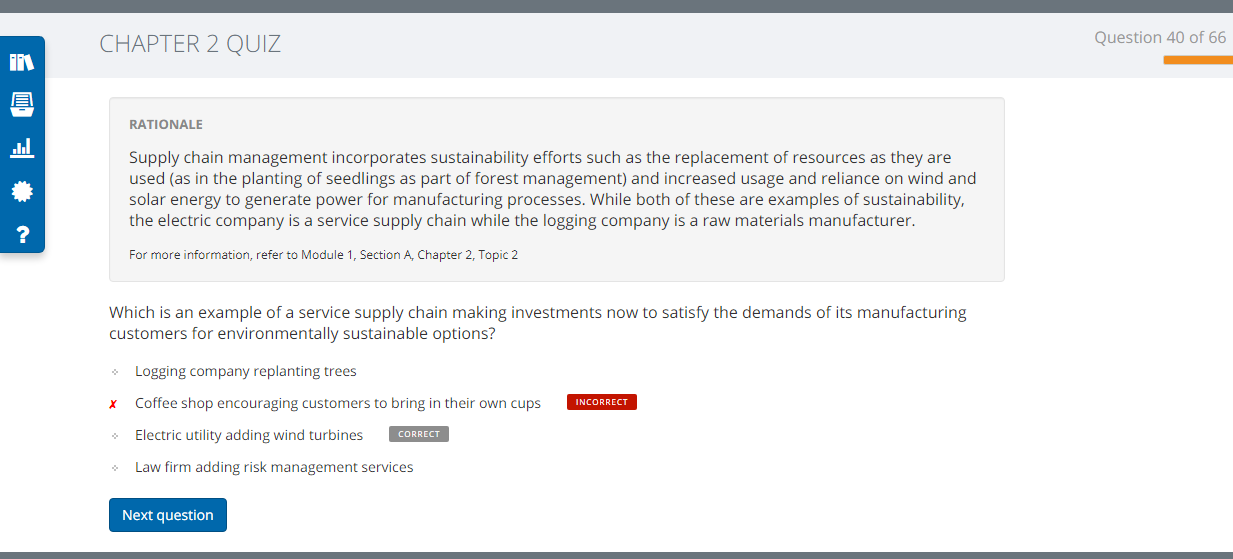 CHAPTER 2 QUIZ
Question 40 of 66
RATIONALE
Supply chain management incorporates sustainability efforts such as the replacement of resources as they are
used (as in the planting of seedlings as part of forest management) and increased usage and reliance on wind and
solar energy to generate power for manufacturing processes. While both of these are examples of sustainability,
the electric company is a service supply chain while the logging company is a raw materials manufacturer.
For more information, refer to Module 1, Section A, Chapter 2, Topic 2
Which is an example of a service supply chain making investments now to satisfy the demands of its manufacturing
customers for environmentally sustainable options?
Logging company replanting trees
✗ Coffee shop encouraging customers to bring in their own cups INCORRECT
Electric utility adding wind turbines CORRECT
Law firm adding risk management services
Next question
?